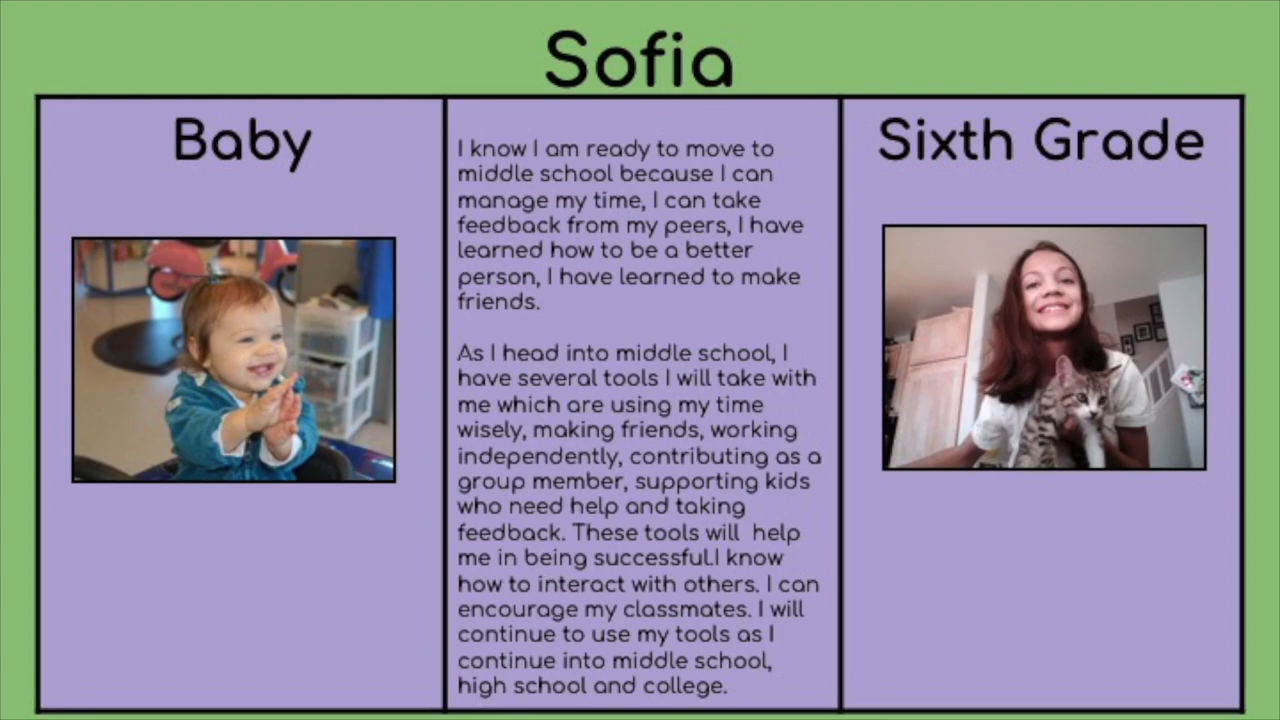 Sofia
Baby
I know I am ready to move to
middle school because I can
manage my time, I can take
feedback from my peers, I have
learned how to be a better
person, I have learned to make
friends.
As I head into middle school, I
have several tools I will take with
me which are using my time
wisely, making friends, working
independently, contributing as a
group member, supporting kids
who need help and taking
feedback. These tools will  help
me in being successful.I know
how to interact with others. I can
encourage my classmates. I will
continue to use my tools as I
continue into middle school,
high school and college.
Sixth Grade